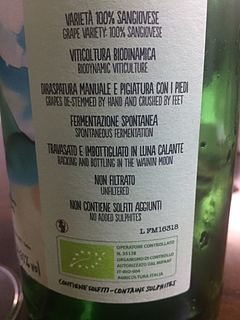 VARIETÀ 100% SANGIOVESE
GRAPE VARIETY: 100% SANGIOVESE
VITICOLTURA BIODINAMICA
BIODYNAMIC VITICULTURE
DIRASPATURA MANUALE E PIGIATURA CON I PIEDI
GRAPES DE-STEMMED BY HAND AND CRUSHED BY FEET
FERMENTAZIONE SPONTANEA
SPONTANEOUS FERMENTATION
TRAVASATO E IMBOTTIGLIATO IN LUNA CALANTE
RACKING AND BOTTLING IN THE WAININ MOON
NON FILTRATO
UNFILTERED
NON CONTIENE SOLFITI AGGIUNTI
NO ADDED SULPHITES
L FM16318
OPERATORE CONTROLLATO
N. 35138
ORGANISMO DI CONTROLLO
AUTORIZZATO DAL MIPAAF
IT-BIO-004
AGRICOLTURA ITALIA
CONTIENE SOLFITI - CONTAINS SULPHITES